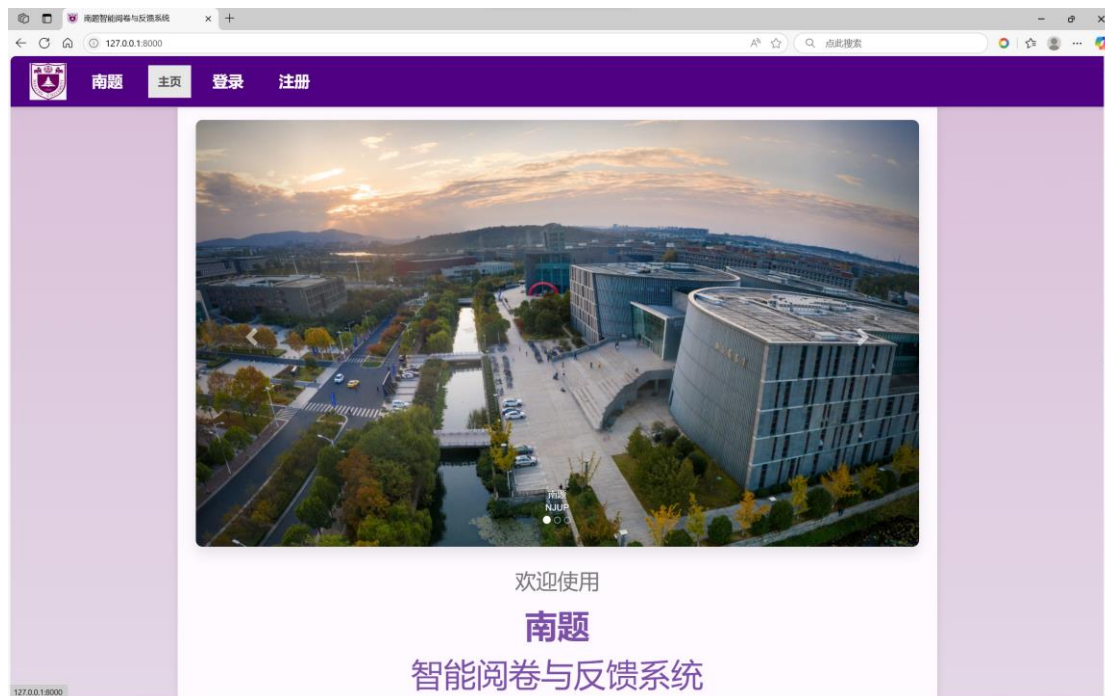 南题智能阅卷与反馈系统
127.0.0.1:8000
点此搜索
南题 主页 登录 注册
南题
NJUP
欢迎使用
南题
智能阅卷与反馈系统
127.0.0.1:8000